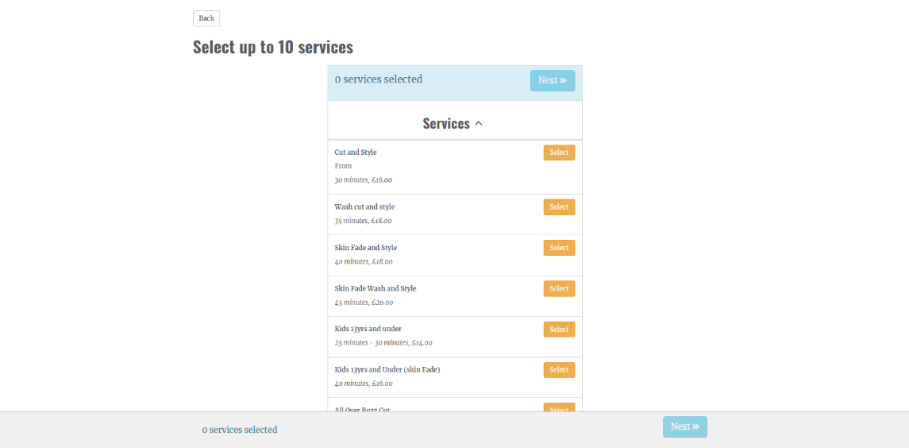 Back
Select up to 10 services
0 services selected
Next »
Services
Cut and Style
Select
From
30 minutes, £16.00
Wash cut and style
Select
35 minutes, £18.00
Skin Fade and Style
Select
40 minutes, £18.00
Skin Fade Wash and Style
Select
45 minutes, £20.00
Kids 13yrs and under
Select
25 minutes - 30 minutes, £14.00
Kids 13yrs and Under (skin Fade)
Select
40 minutes, £16.00
All Over Buzz Cut
Select
0 services selected
Next »